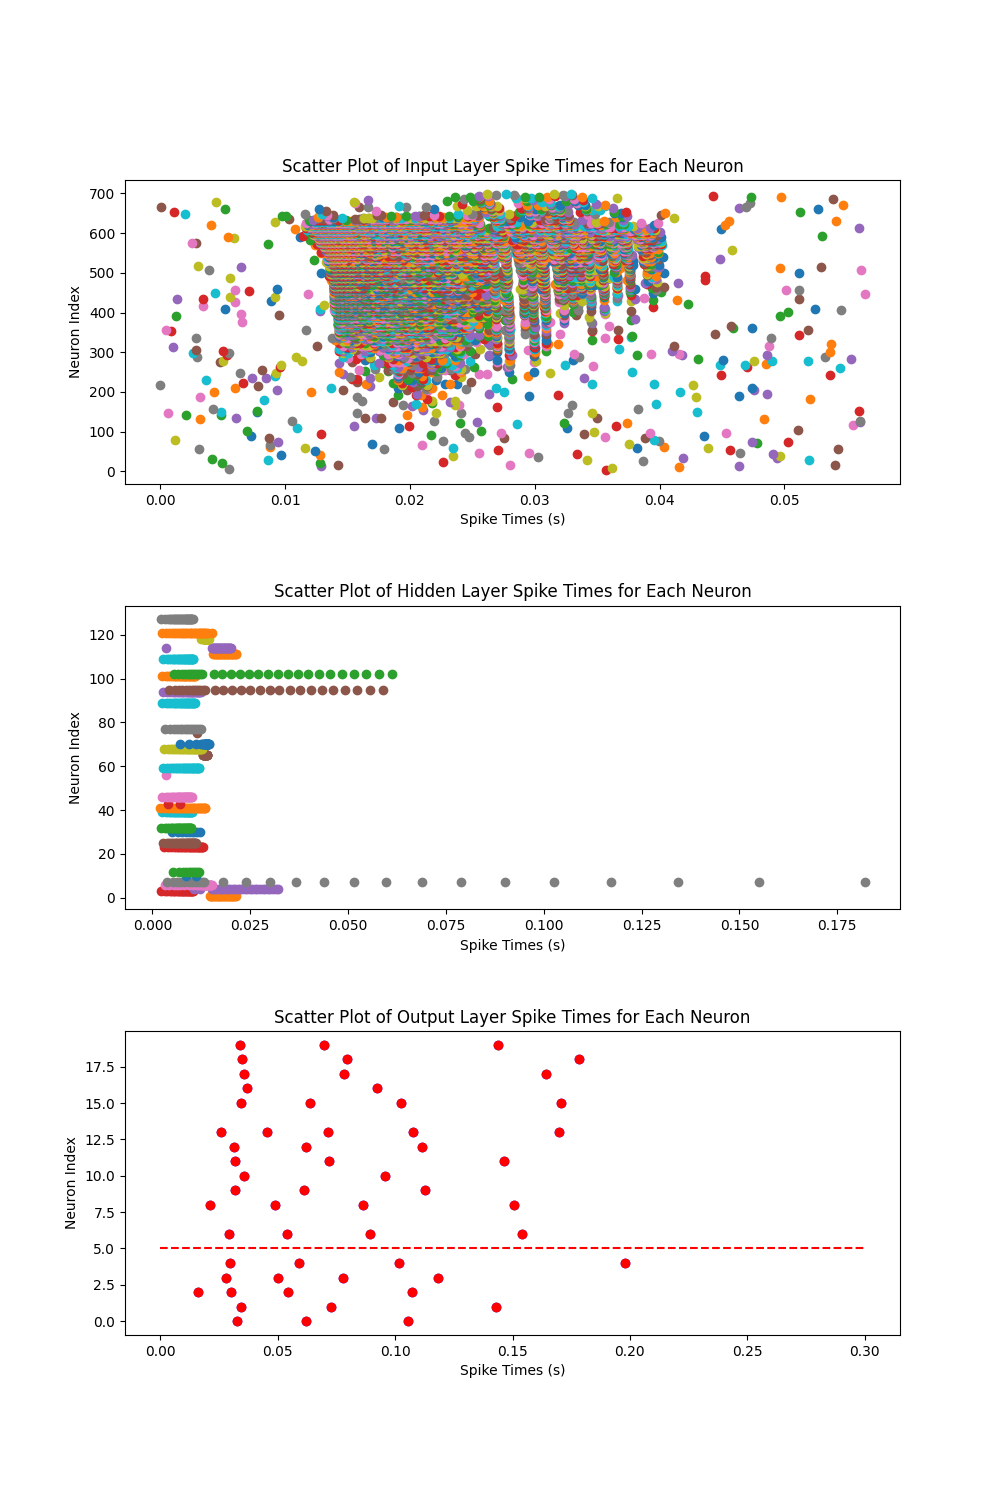 Scatter Plot of Input Layer Spike Times for Each Neuron
700
600
500
400
300
200
100
0
Neuron Index
0.00 0.01 0.02 0.03 0.04 0.05
Spike Times (s)
Scatter Plot of Hidden Layer Spike Times for Each Neuron
120
100
80
60
40
20
0
Neuron Index
0.000 0.025 0.050 0.075 0.100 0.125 0.150 0.175
Spike Times (s)
Scatter Plot of Output Layer Spike Times for Each Neuron
17.5
15.0
12.5
10.0
7.5
5.0
2.5
0.0
Neuron Index
0.00 0.05 0.10 0.15 0.20 0.25 0.30
Spike Times (s)